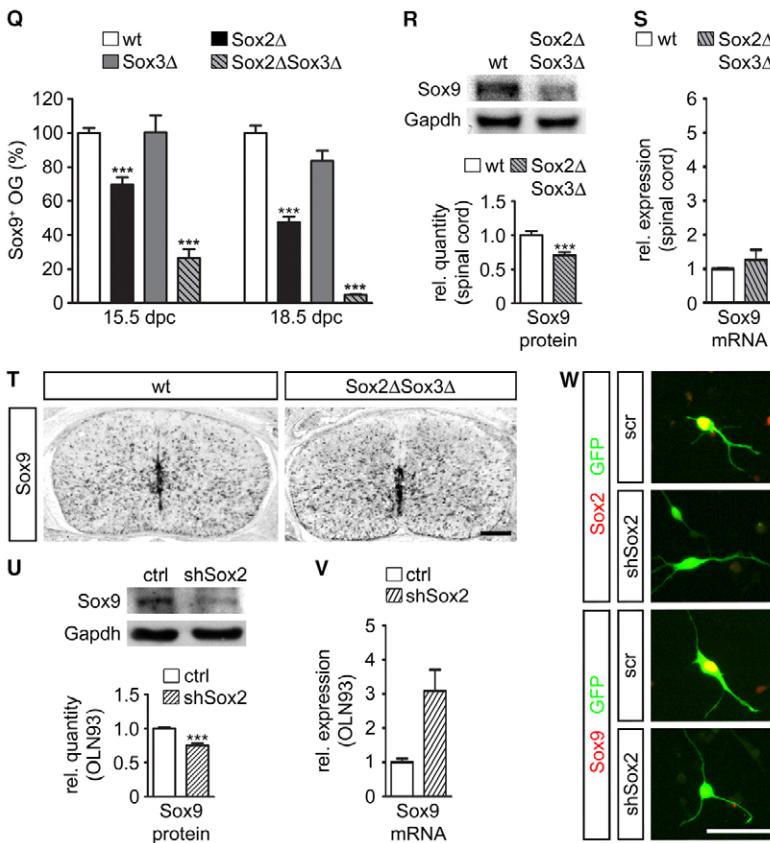 Q
wt
Sox2Δ
Sox3Δ
Sox2ΔSox3Δ
Sox9⁺ OG (%)
120
100
80
60
40
20
0
***
***
***
***
15.5 dpc
18.5 dpc
R
wt
Sox2Δ
Sox3Δ
Sox9
Gapdh
wt
Sox2Δ
Sox3Δ
rel. quantity
(spinal cord)
1.5
1.0
0.5
0
***
Sox9
protein
S
wt
Sox2Δ
Sox3Δ
rel. expression
(spinal cord)
6
5
4
3
2
1
0
Sox9
mRNA
T
wt
Sox2ΔSox3Δ
Sox9
U
ctrl shSox2
Sox9
Gapdh
ctrl
shSox2
rel. quantity
(OLN93)
1.5
1.0
0.5
0
***
Sox9
protein
V
ctrl
shSox2
rel. expression
(OLN93)
5
4
3
2
1
0
Sox9
mRNA
W
Sox2 GFP
scr
shSox2
Sox9 GFP
scr
shSox2